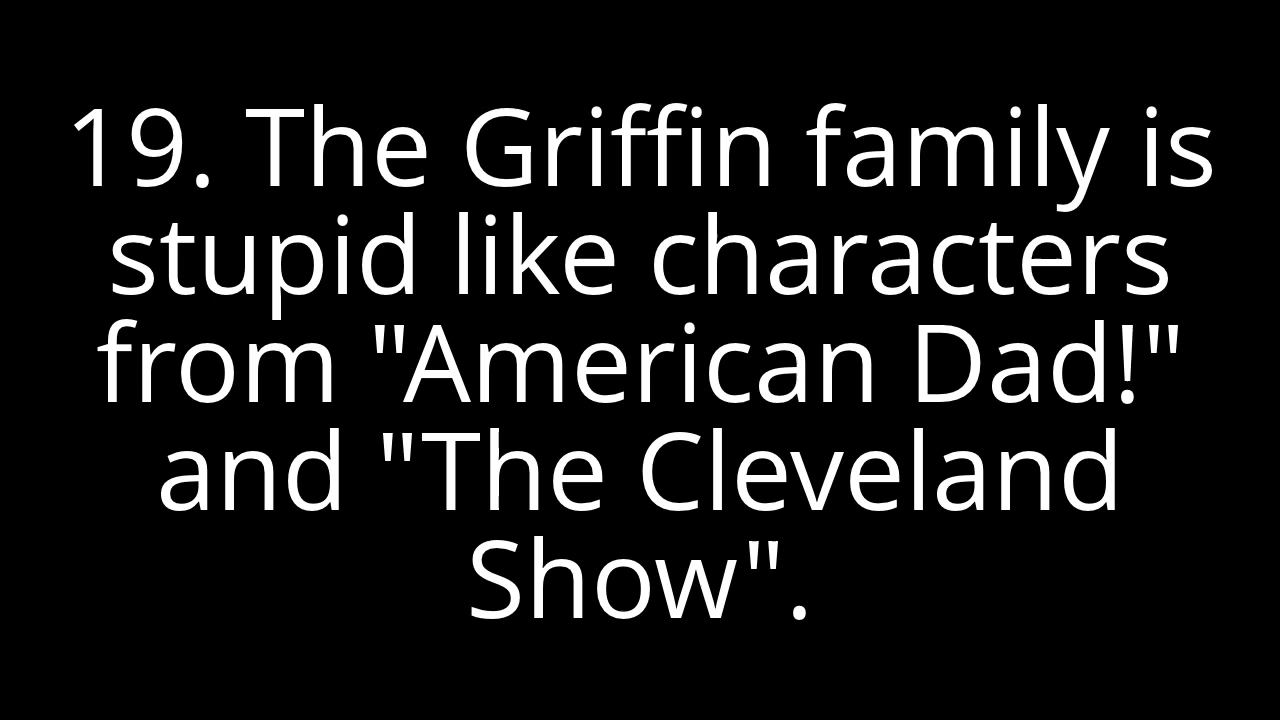 19. The Griffin family is
stupid like characters
from "American Dad!"
and "The Cleveland
Show".